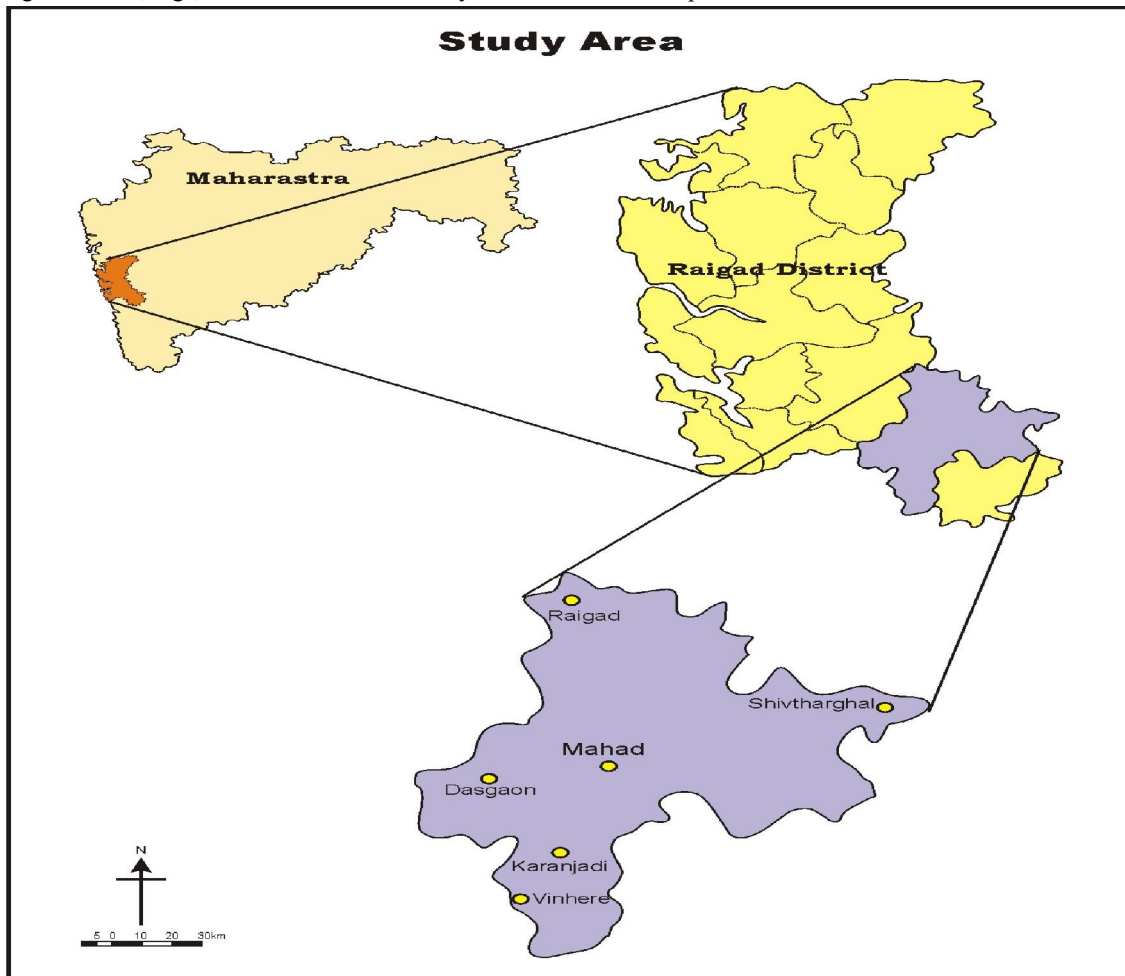 Study Area
Maharastra
Raigad District
Raigad
Shivtharghal
Mahad
Dasgaon
Karanjadi
Vinhere
N
5 0 10 20 30km